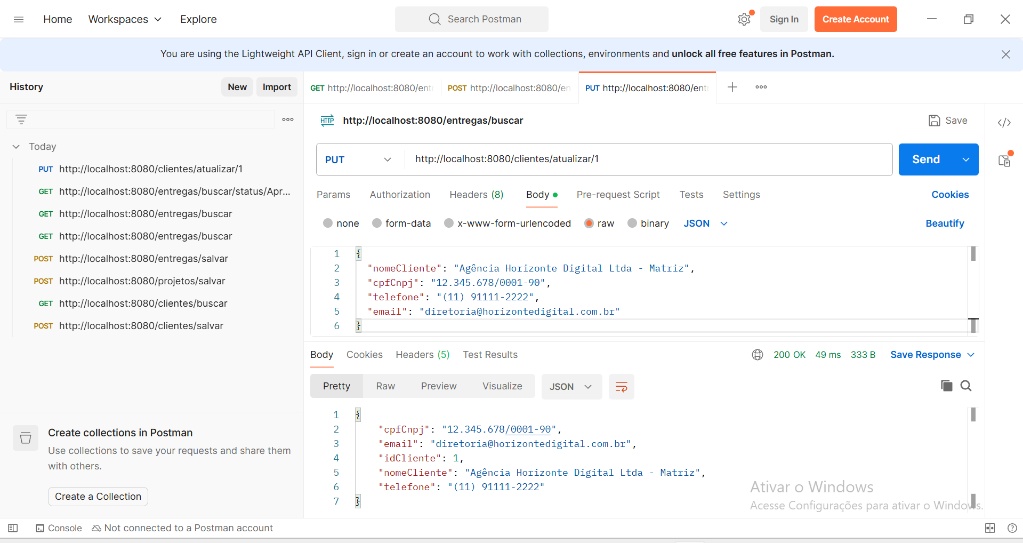 Home Workspaces Explore Search Postman Sign In Create Account
You are using the Lightweight API Client, sign in or create an account to work with collections, environments and unlock all free features in Postman.
History New Import
GET http://localhost:8080/ent POST http://localhost:8080/en PUT http://localhost:8080/ent
HTTP http://localhost:8080/entregas/buscar Save
Today
PUT http://localhost:8080/clientes/atualizar/1
GET http://localhost:8080/entregas/buscar/status/Apr...
GET http://localhost:8080/entregas/buscar
GET http://localhost:8080/entregas/buscar
POST http://localhost:8080/entregas/salvar
POST http://localhost:8080/projetos/salvar
GET http://localhost:8080/clientes/buscar
POST http://localhost:8080/clientes/salvar
Create collections in Postman
Use collections to save your requests and share them
with others.
Create a Collection
PUT http://localhost:8080/clientes/atualizar/1 Send
Params Authorization Headers (8) Body Pre-request Script Tests Settings Cookies
none form-data x-www-form-urlencoded raw binary JSON Beautify
1 {
2 "nomeCliente": "Agência Horizonte Digital Ltda - Matriz",
3 "cpfCnpj": "12.345.678/0001-90",
4 "telefone": "(11) 91111-2222",
5 "email": "diretoria@horizontedigital.com.br"
6 }
Body Cookies Headers (5) Test Results 200 OK 49 ms 333 B Save Response
Pretty Raw Preview Visualize JSON
1 {
2 "cpfCnpj": "12.345.678/0001-90",
3 "email": "diretoria@horizontedigital.com.br",
4 "idCliente": 1,
5 "nomeCliente": "Agência Horizonte Digital Ltda - Matriz",
6 "telefone": "(11) 91111-2222"
7 }
Ativar o Windows
Acesse Configurações para ativar o Windows.
Console Not connected to a Postman account